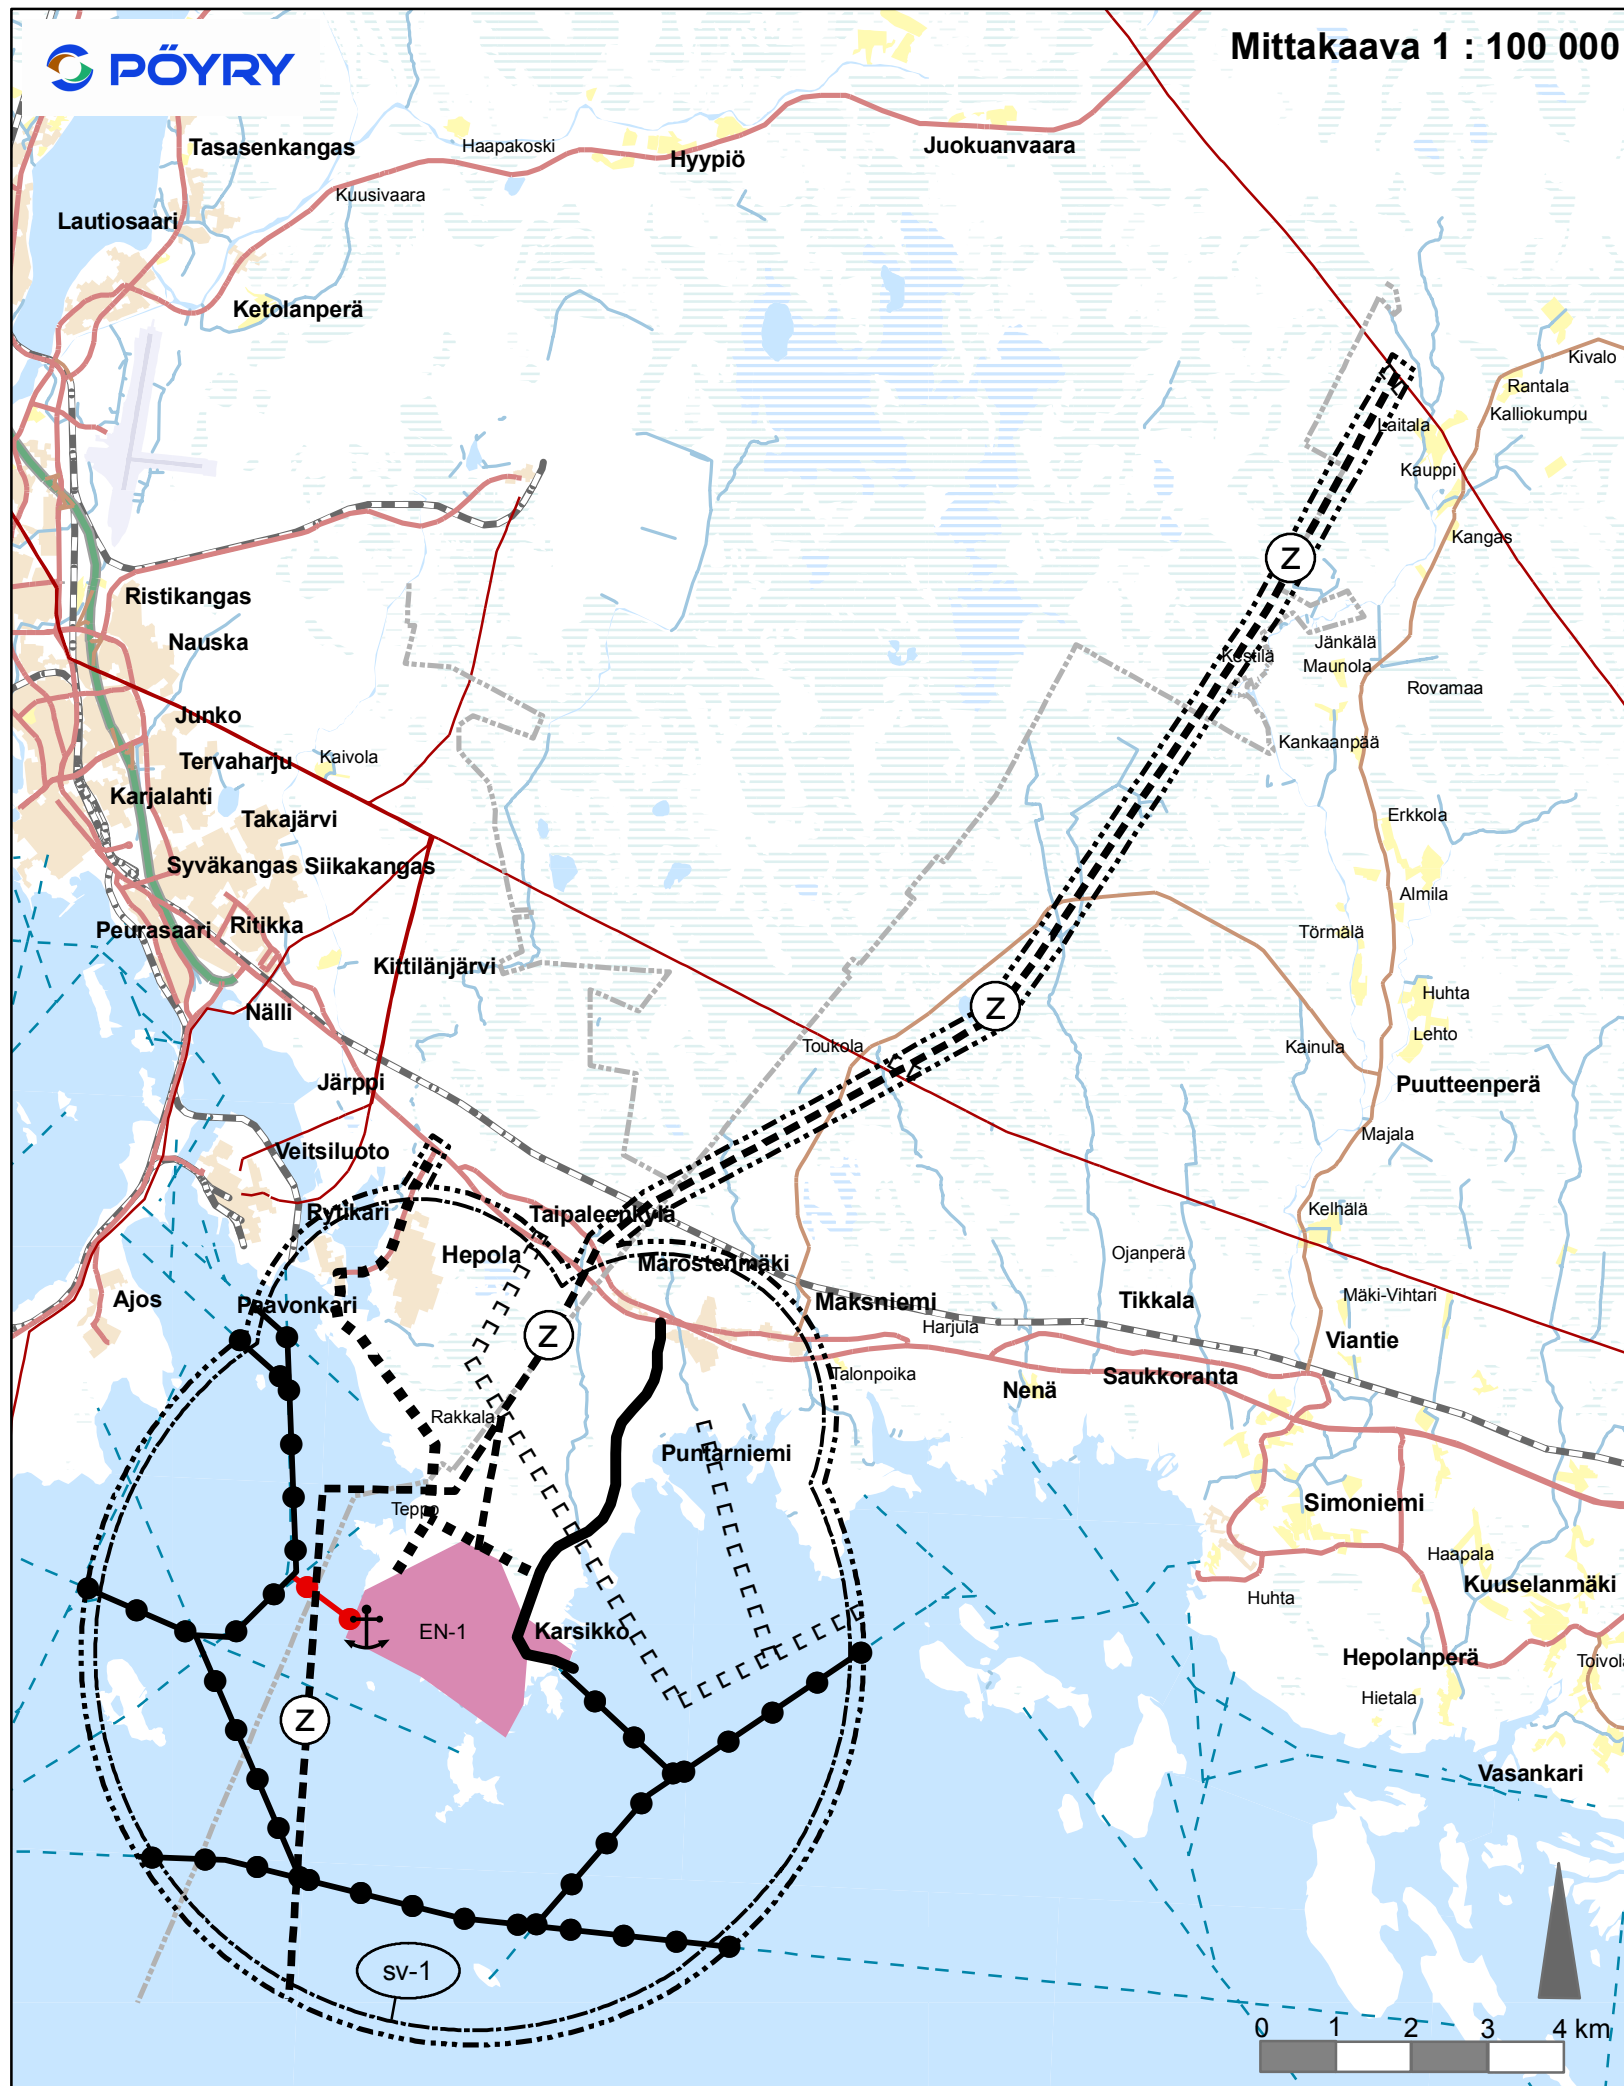 PÖYRY
Mittakaava 1 : 100 000
Tasasenkangas
Haapakoski
Hyypiö
Juokuanvaara
Kuusivaara
Lautiosaari
Ketolanperä
Kivalo
Rantala
Kalliokumpu
Laitala
Kauppi
Kangas
Z
Ristikangas
Nauska
Jänkälä
Kestilä
Maunola
Rovamaa
Junko
Kankaanpää
Tervaharju
Kaivola
Karjalahti
Takajärvi
Erkkola
Syväkangas
Siikakangas
Almila
Peurasaari
Ritikka
Törmälä
Kittilänjärvi
Huhta
Z
Nälli
Lehto
Toukola
Kainula
Järppi
Puutteenperä
Majala
Veitsiluoto
Rytikari
Taipaleenkylä
Kelhälä
Hepola
Marostenmäki
Ojanperä
Ajos
Paavonkari
Maksniemi
Tikkala
Mäki-Vihtari
Harjula
Z
Viantie
Talonpoika
Nenä
Saukkoranta
Rakkala
Puntarniemi
Teppo
Simoniemi
Haapala
Kuuselanmäki
Huhta
EN-1
Karsikko
Hepolanperä
Toivola
Hietala
Z
Vasankari
sv-1
0 1 2 3 4 km